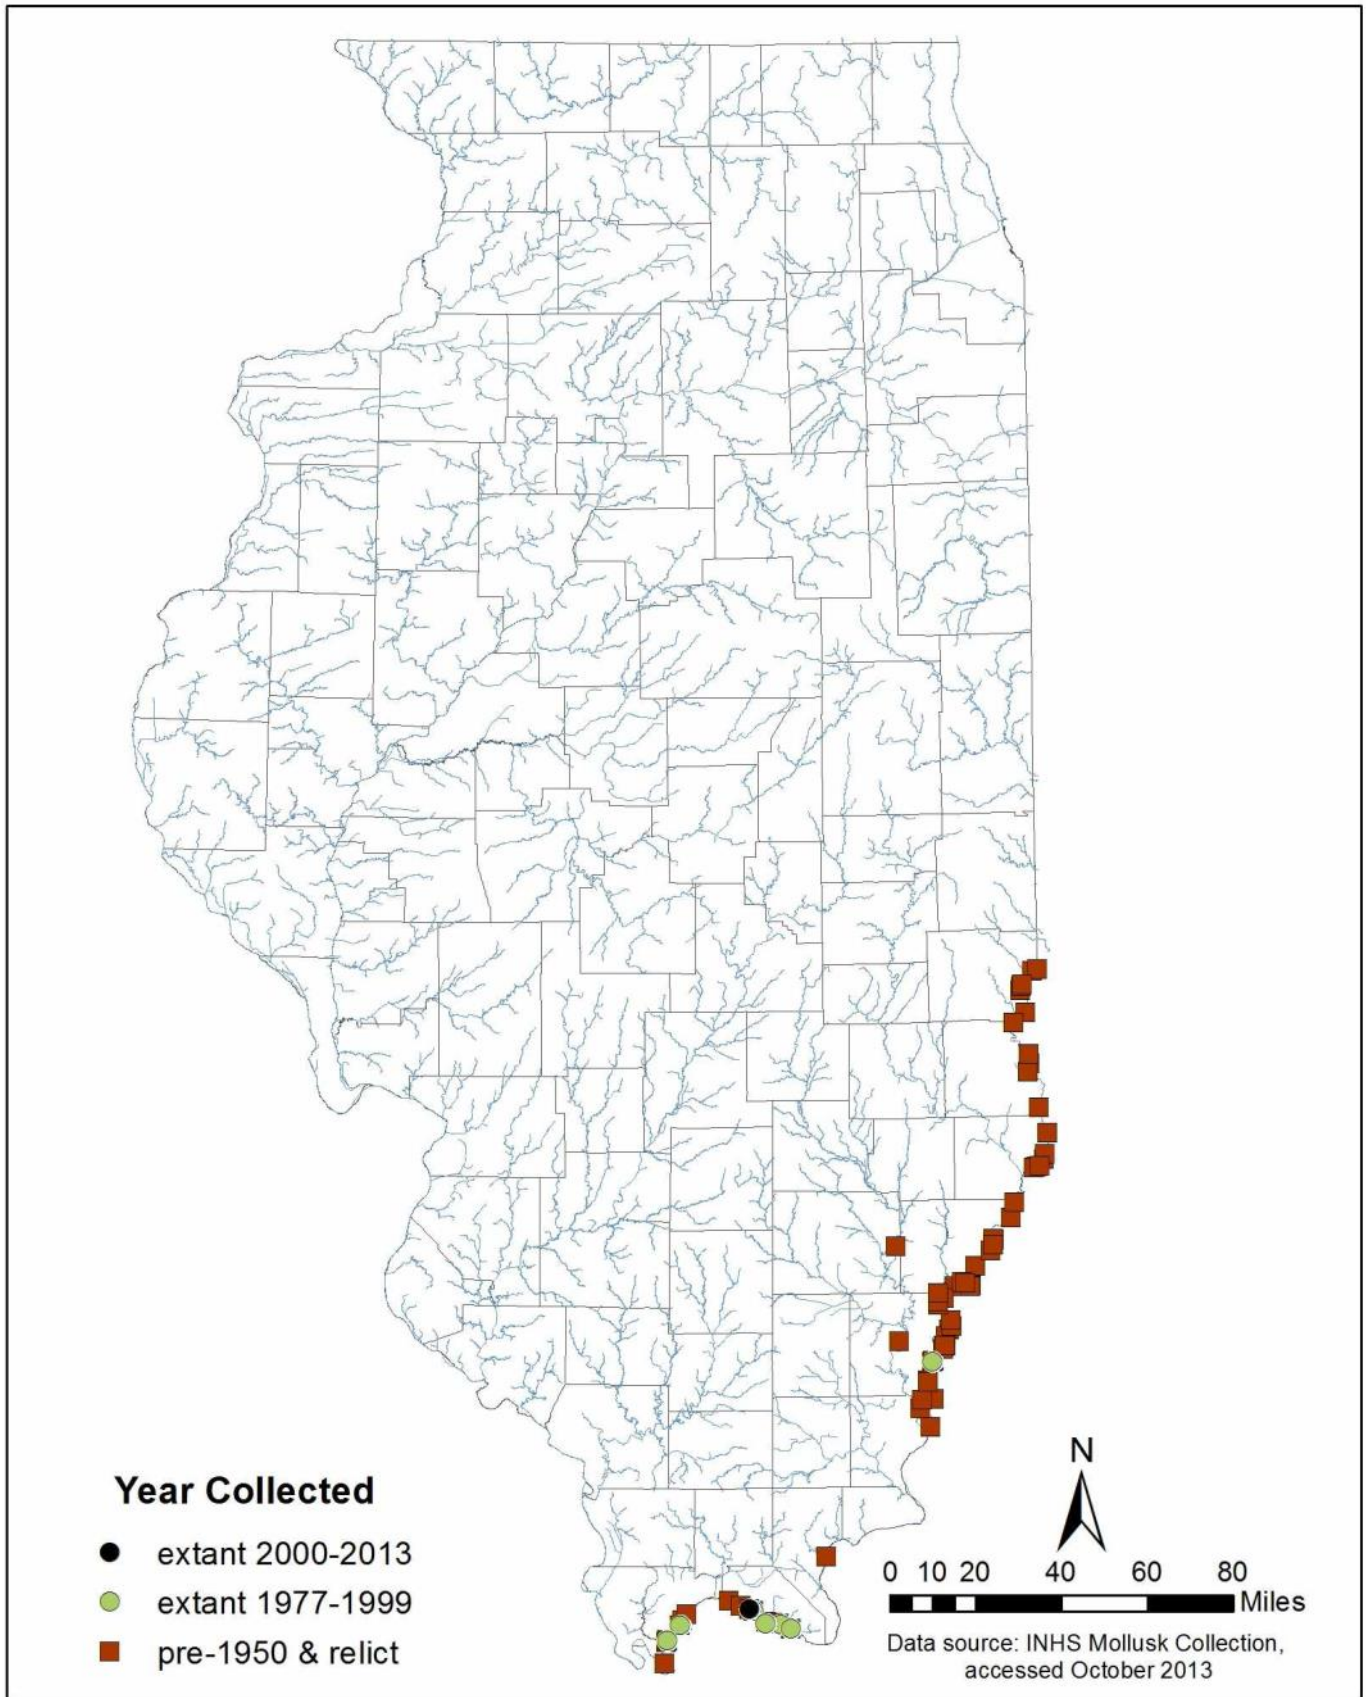 Year Collected
extant 2000-2013
extant 1977-1999
pre-1950 & relict
N
0 10 20 40 60 80
Miles
Data source: INHS Mollusk Collection,
accessed October 2013